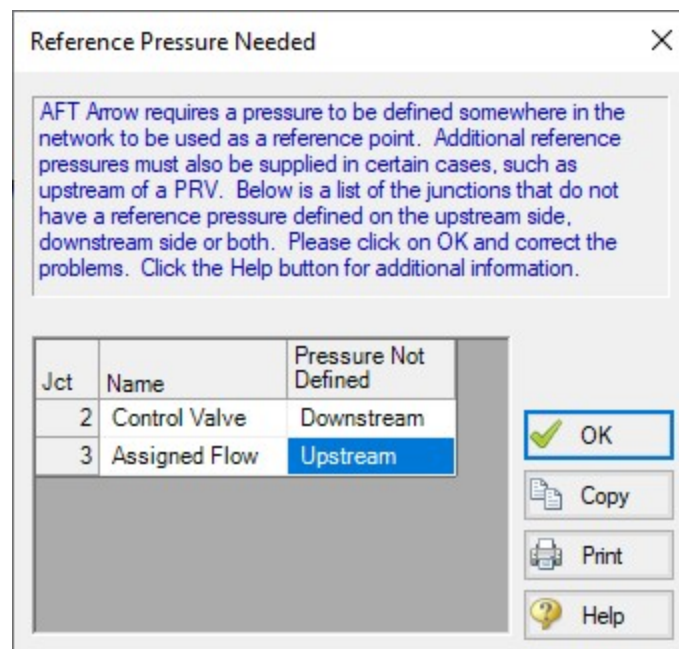 Reference Pressure Needed
AFT Arrow requires a pressure to be defined somewhere in the
network to be used as a reference point. Additional reference
pressures must also be supplied in certain cases, such as
upstream of a PRV. Below is a list of the junctions that do not
have a reference pressure defined on the upstream side,
downstream side or both. Please click on OK and correct the
problems. Click the Help button for additional information.
Jct Name Pressure Not
Defined
2 Control Valve Downstream
3 Assigned Flow Upstream
OK
Copy
Print
Help